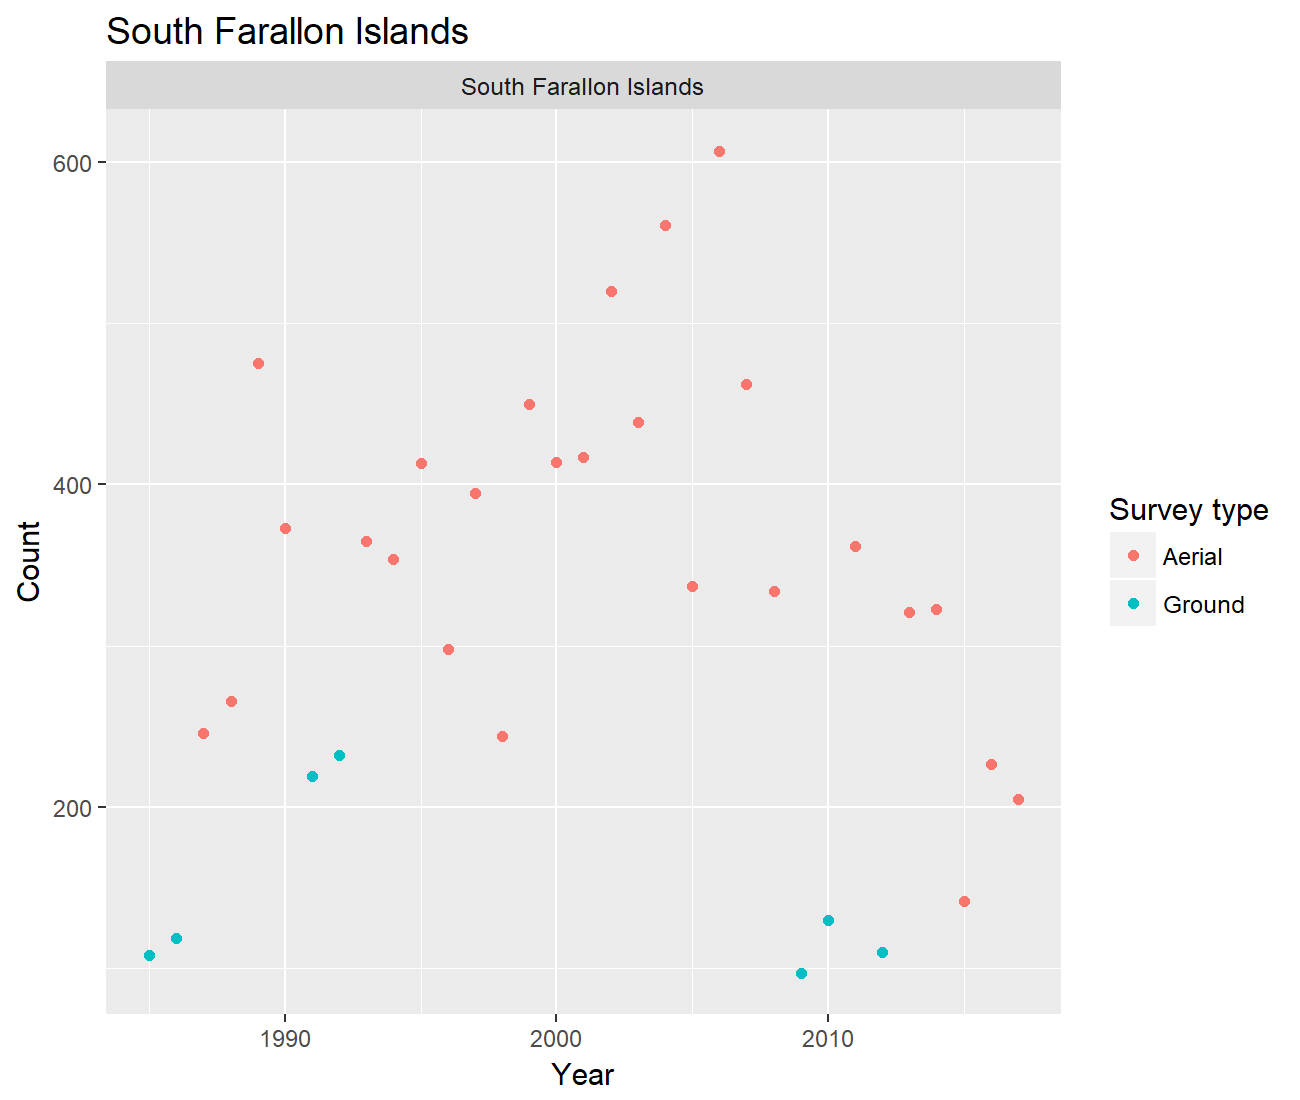 South Farallon Islands
South Farallon Islands
600
400
200
Count
1990 2000 2010
Year
Survey type
Aerial
Ground